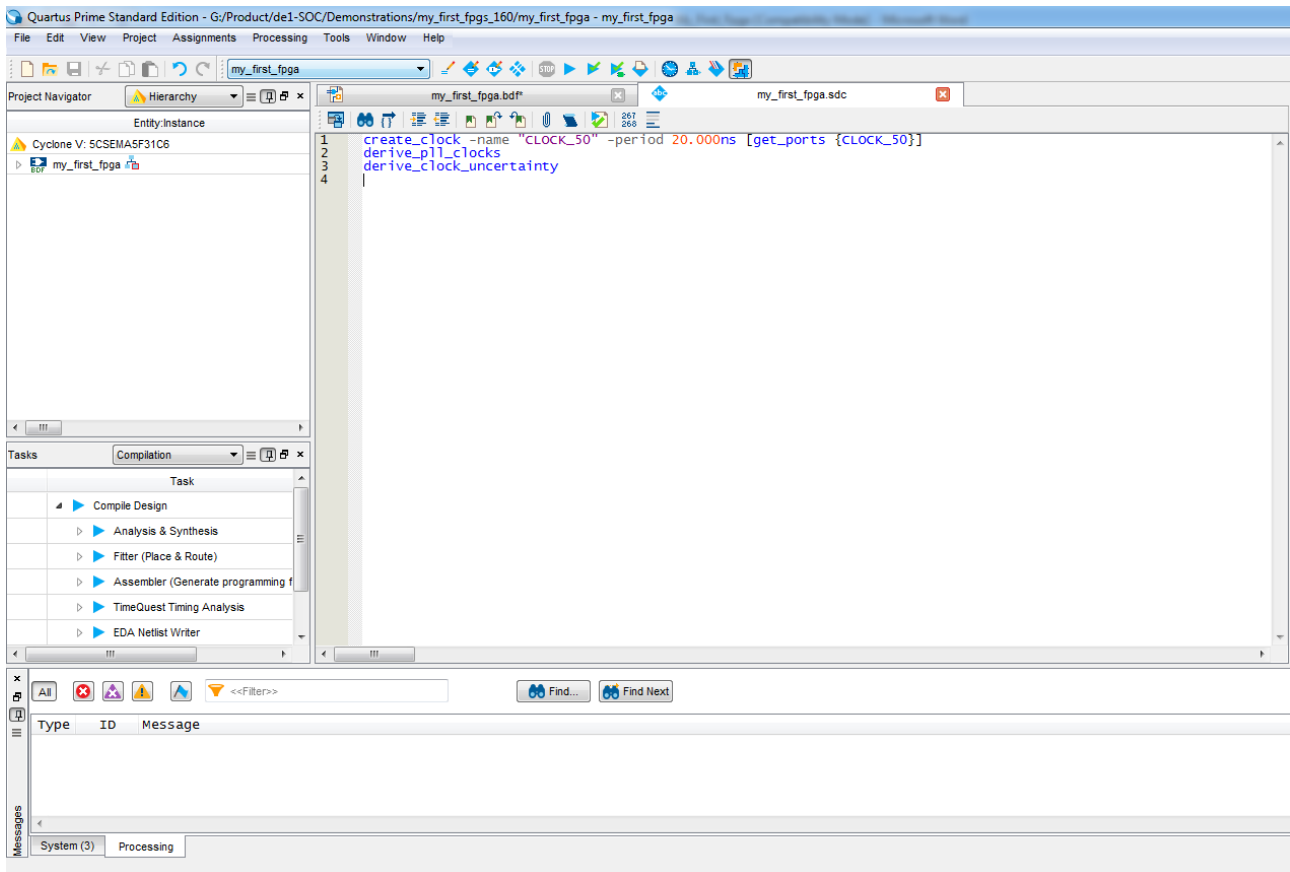 Quartus Prime Standard Edition - G:/Product/de1-SOC/Demonstrations/my_first_fpgs_160/my_first_fpga - my_first_fpga
File Edit View Project Assignments Processing Tools Window Help
my_first_fpga
Project Navigator Hierarchy
Entity:Instance
Cyclone V: 5CSEMA5F31C6
BDF my_first_fpga
my_first_fpga.bdf*
abc my_first_fpga.sdc
267
268
1 create_clock -name "CLOCK_50" -period 20.000ns [get_ports {CLOCK_50}]
2 derive_pll_clocks
3 derive_clock_uncertainty
4
Tasks Compilation
Task
Compile Design
Analysis & Synthesis
Fitter (Place & Route)
Assembler (Generate programming f
TimeQuest Timing Analysis
EDA Netlist Writer
All <<Filter>> Find... Find Next
Type ID Message
Messages
System (3) Processing